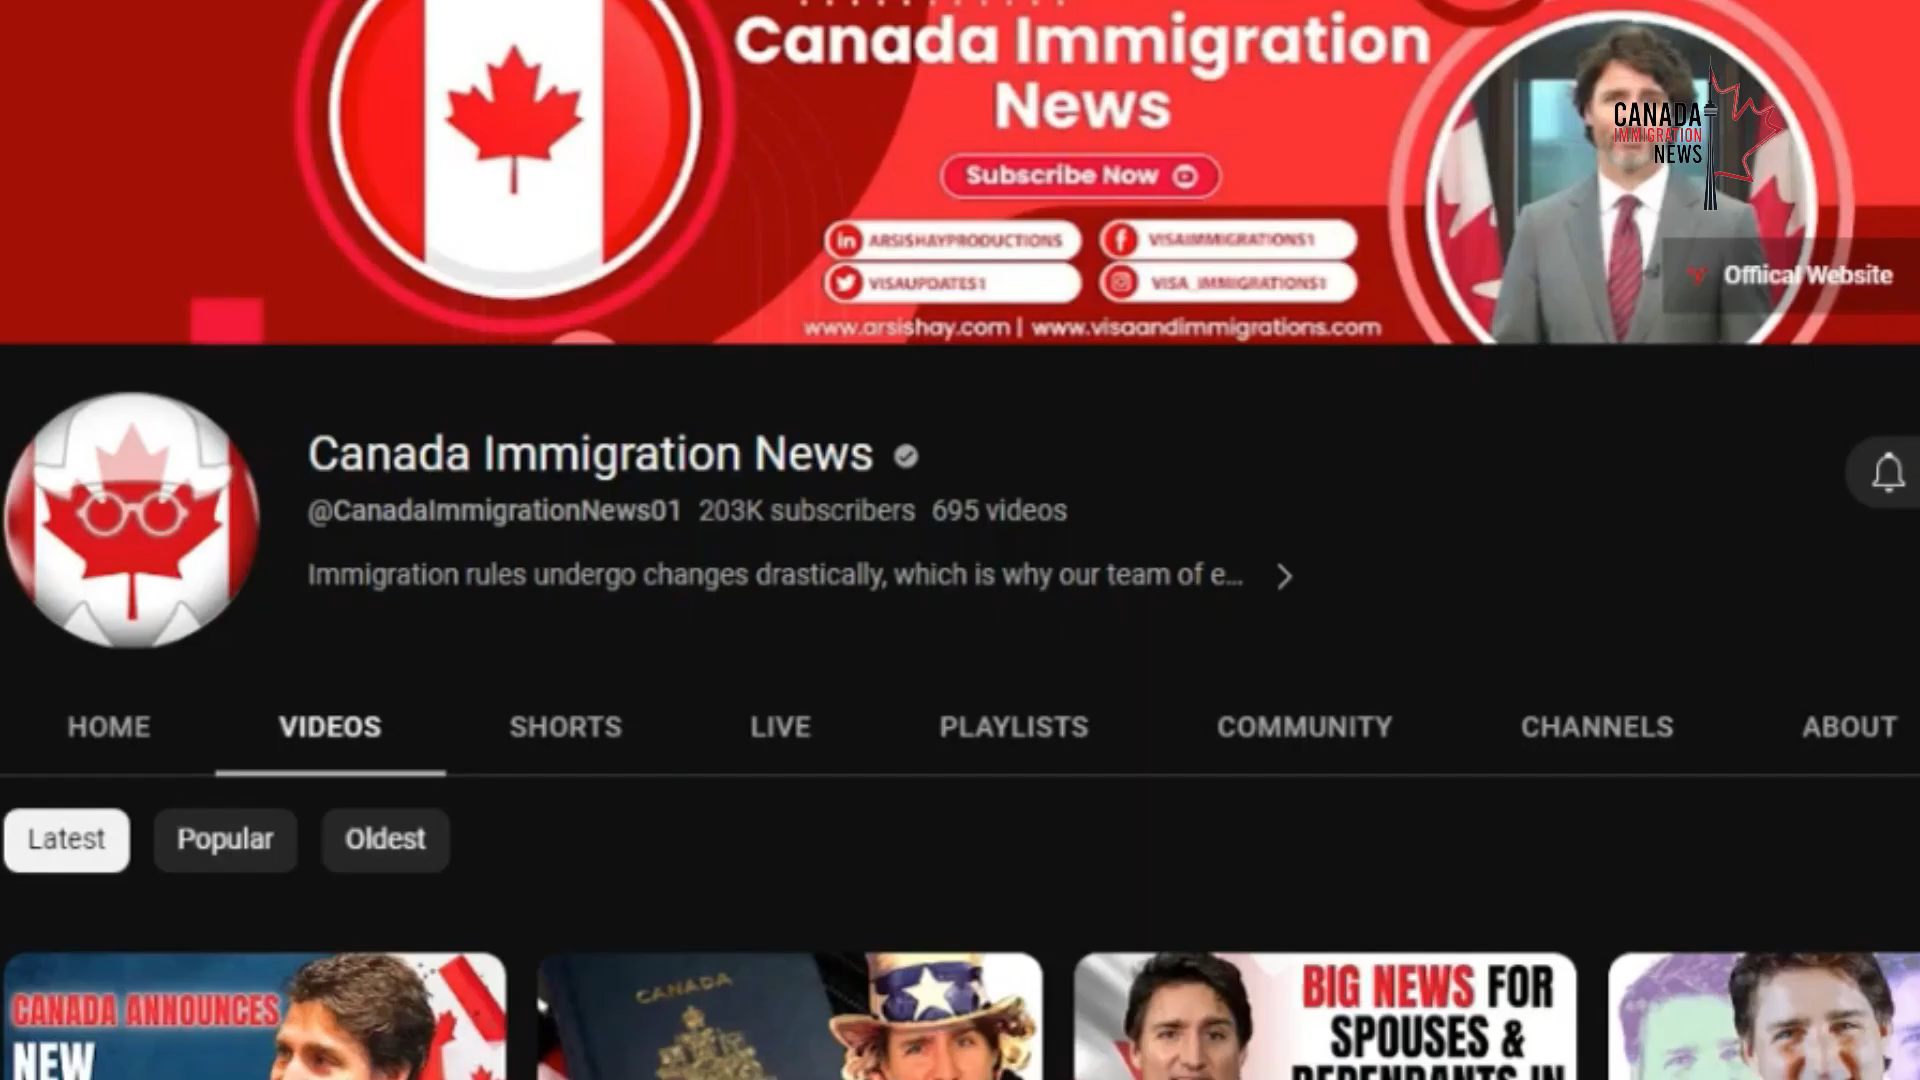 Canada Immigration
News
CANADA
IMMIGRATION
NEWS
Subscribe Now
ARSISHAYPRODUCTIONS
VISAIMMIGRATIONS1
VISAUPDATES1
VISA_IMMIGRATIONS1
Offiical Website
www.arsishay.com | www.visaandimmigrations.com
Canada Immigration News
@CanadaImmigrationNews01 203K subscribers 695 videos
Immigration rules undergo changes drastically, which is why our team of e...
HOME VIDEOS SHORTS LIVE PLAYLISTS COMMUNITY CHANNELS ABOUT
Latest Popular Oldest
CANADA ANNOUNCES
NEW
CANADA
BIG NEWS FOR
SPOUSES &
DEPENDANTS IN